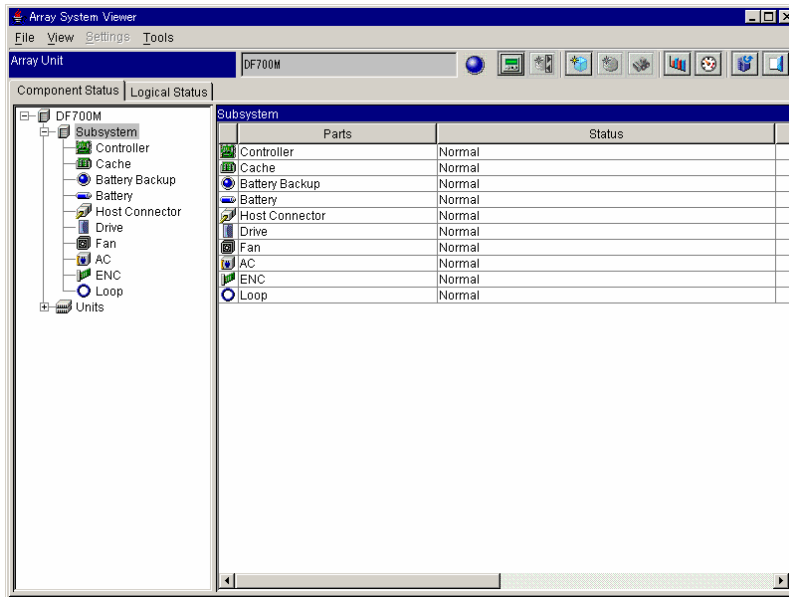 Array System Viewer
File View Settings Tools
Array Unit
DF700M
Component Status Logical Status
DF700M
Subsystem
Controller
Cache
Battery Backup
Battery
Host Connector
Drive
Fan
AC
ENC
Loop
Units
Subsystem
Parts Status
Controller Normal
Cache Normal
Battery Backup Normal
Battery Normal
Host Connector Normal
Drive Normal
Fan Normal
AC Normal
ENC Normal
Loop Normal